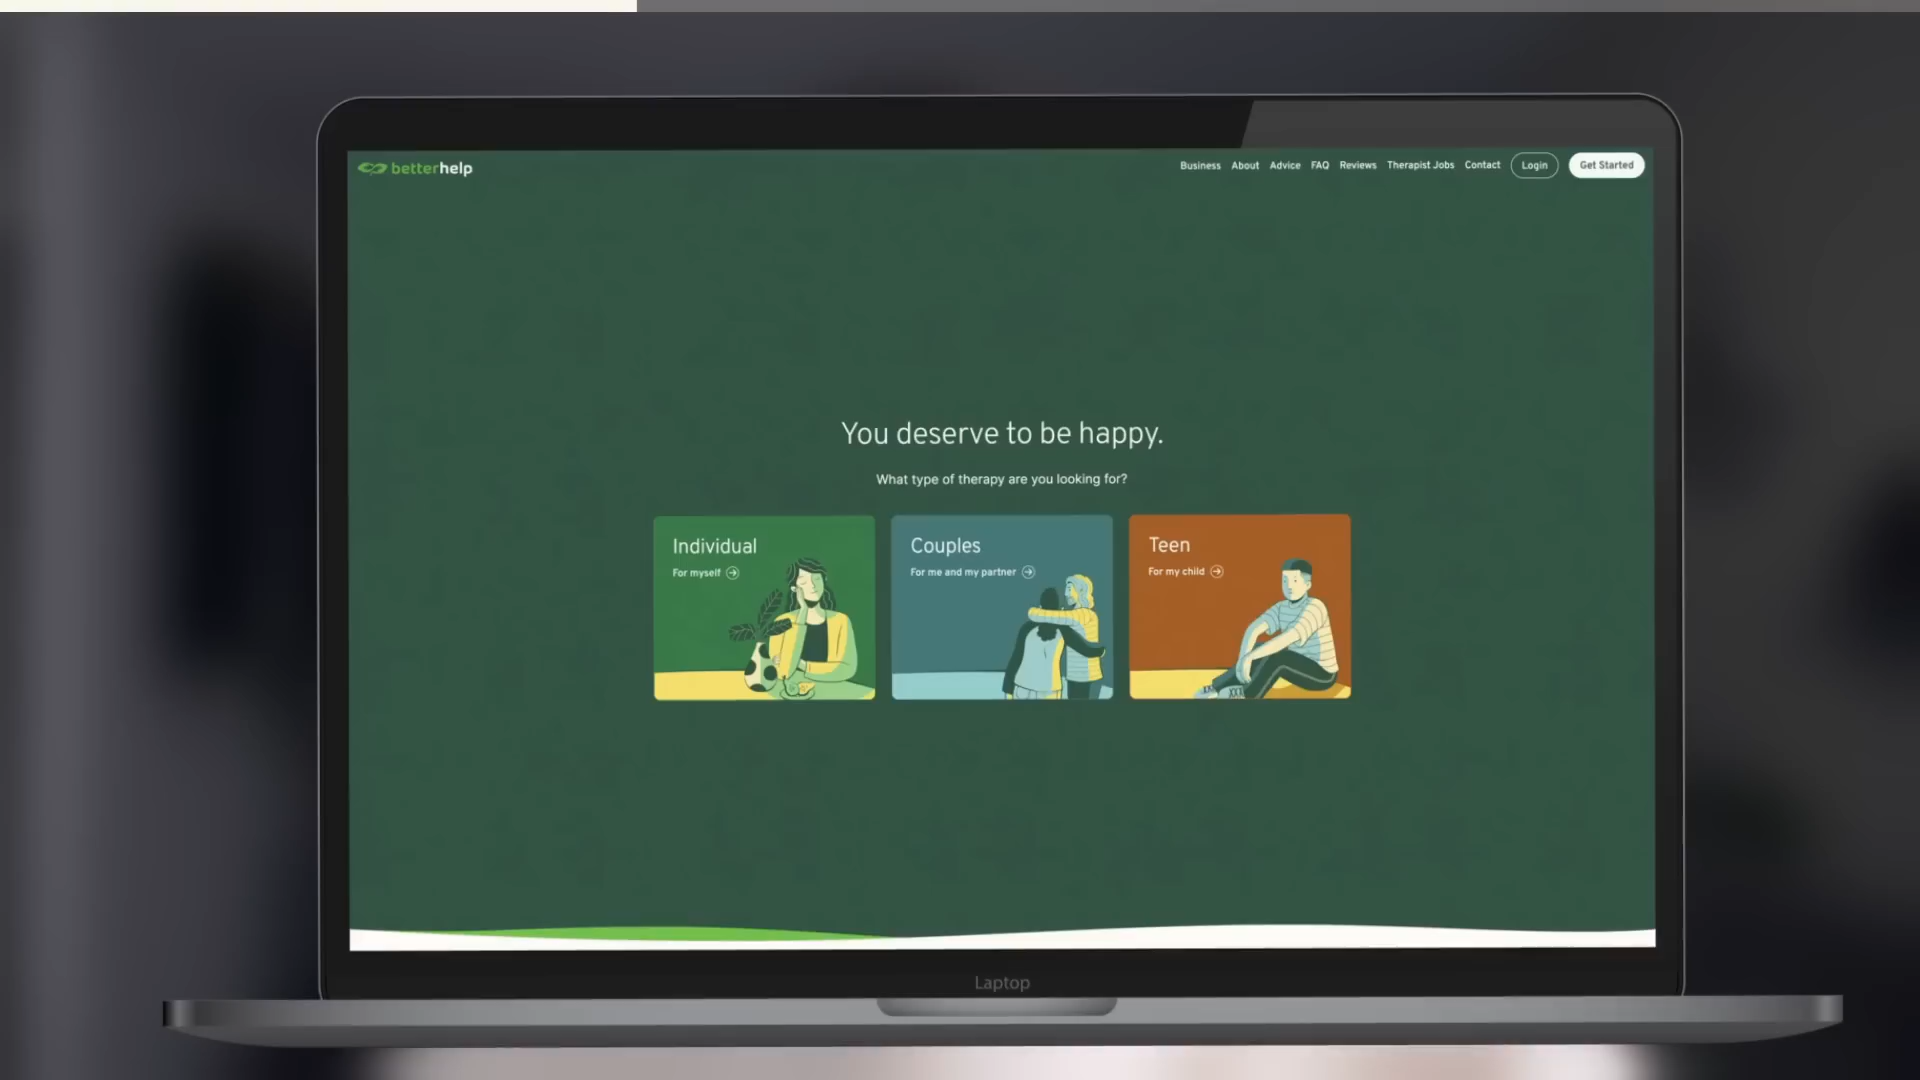 betterhelp
Business About Advice FAQ Reviews Therapist Jobs Contact Login Get Started
You deserve to be happy.
What type of therapy are you looking for?
Individual
For myself
Couples
For me and my partner
Teen
For my child
Laptop